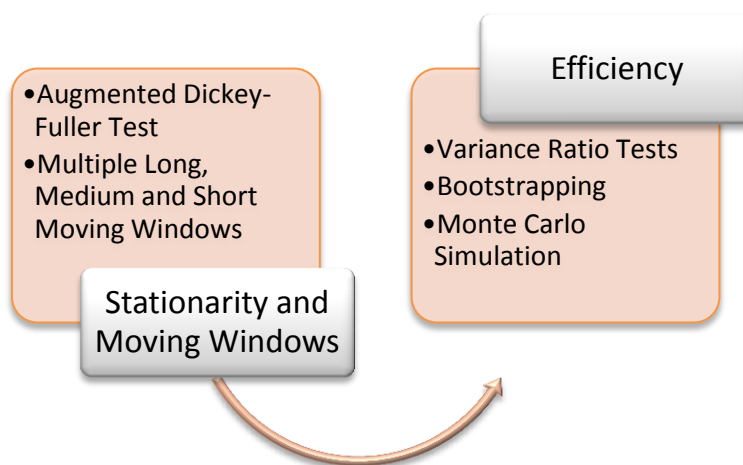 •Augmented Dickey-
Fuller Test
•Multiple Long,
Medium and Short
Moving Windows
Stationarity and
Moving Windows
Efficiency
•Variance Ratio Tests
•Bootstrapping
•Monte Carlo
Simulation